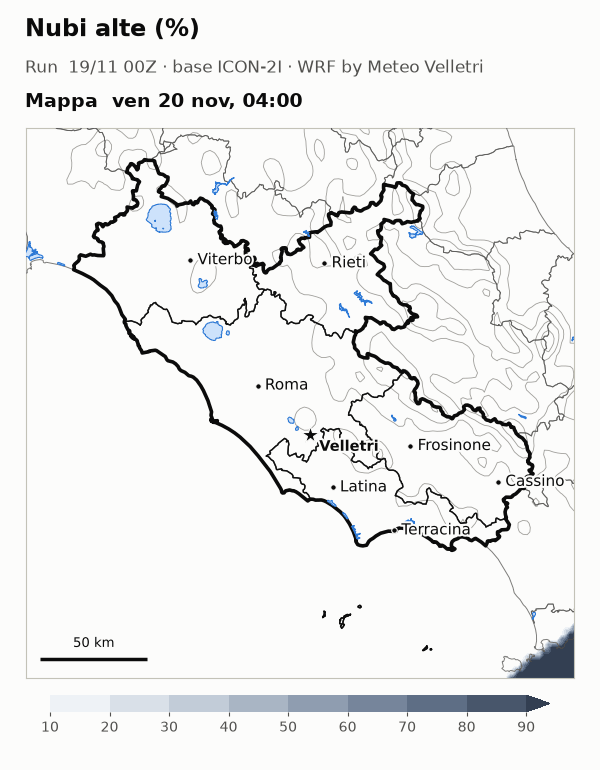 Nubi alte (%)
Run  19/11 00Z · base ICON-2I · WRF by Meteo Velletri
Mappa  ven 20 nov, 04:00
Viterbo
Rieti
Roma
Velletri
Frosinone
Cassino
Latina
Terracina
50 km
10 20 30 40 50 60 70 80 90